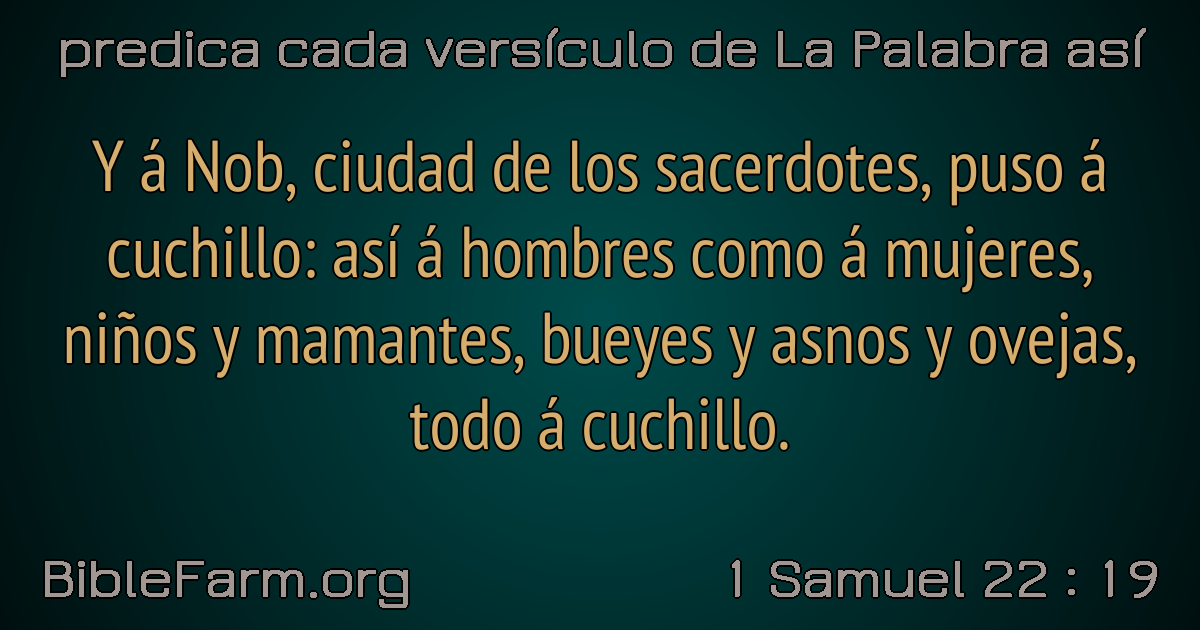 predica cada versículo de La Palabra así
Y á Nob, ciudad de los sacerdotes, puso á
cuchillo: así á hombres como á mujeres,
niños y mamantes, bueyes y asnos y ovejas,
todo á cuchillo.
BibleFarm.org
1 Samuel 22 : 19